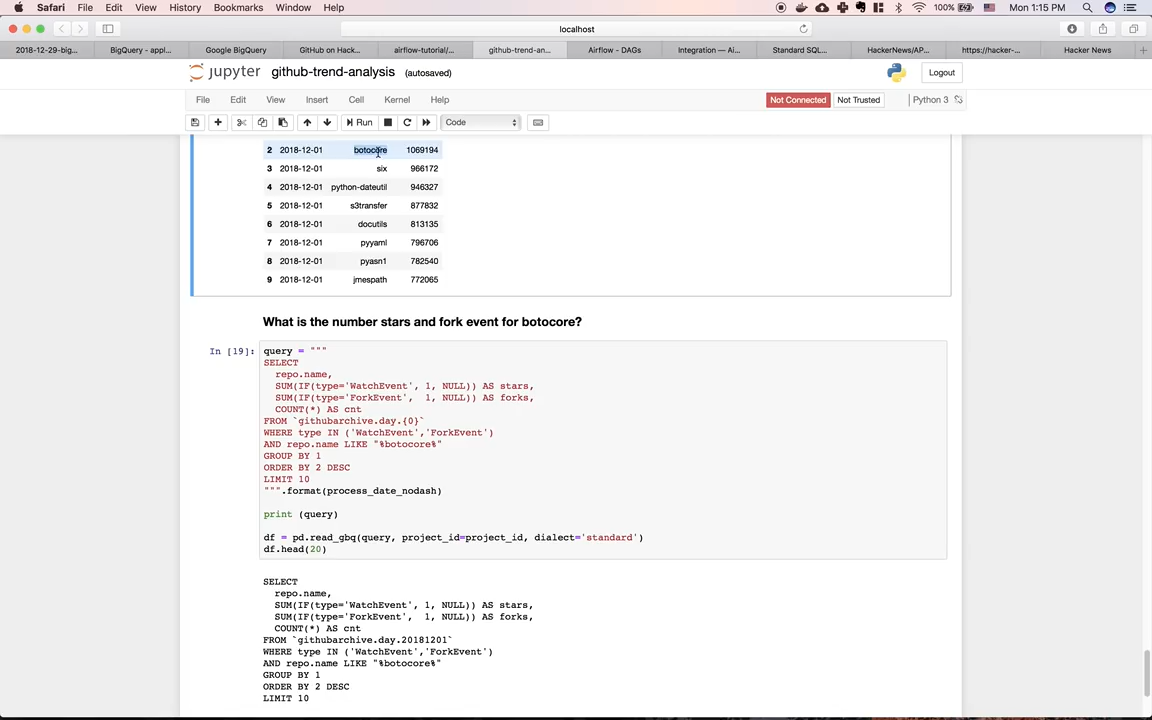 Safari File Edit View History Bookmarks Window Help 100% Mon 1:15 PM
localhost
2018-12-29-big... BigQuery - appl... Google BigQuery GitHub on Hack... airflow-tutorial/... github-trend-an... Airflow - DAGs Integration — Ai... Standard SQL... HackerNews/AP... https://hacker-... Hacker News
jupyter github-trend-analysis (autosaved) Logout
File Edit View Insert Cell Kernel Help Not Connected Not Trusted Python 3
Run Code
2 2018-12-01 botocore 1069194
3 2018-12-01 six 966172
4 2018-12-01 python-dateutil 946327
5 2018-12-01 s3transfer 877832
6 2018-12-01 docutils 813135
7 2018-12-01 pyyaml 796706
8 2018-12-01 pyasn1 782540
9 2018-12-01 jmespath 772065
What is the number stars and fork event for botocore?
In [19]: query = """
SELECT
repo.name,
SUM(IF(type='WatchEvent', 1, NULL)) AS stars,
SUM(IF(type='ForkEvent',  1, NULL)) AS forks,
COUNT(*) AS cnt
FROM `githubarchive.day.{0}`
WHERE type IN ('WatchEvent','ForkEvent')
AND repo.name LIKE "%botocore%"
GROUP BY 1
ORDER BY 2 DESC
LIMIT 10
""".format(process_date_nodash)
print (query)
df = pd.read_gbq(query, project_id=project_id, dialect='standard')
df.head(20)
SELECT
repo.name,
SUM(IF(type='WatchEvent', 1, NULL)) AS stars,
SUM(IF(type='ForkEvent',  1, NULL)) AS forks,
COUNT(*) AS cnt
FROM `githubarchive.day.20181201`
WHERE type IN ('WatchEvent','ForkEvent')
AND repo.name LIKE "%botocore%"
GROUP BY 1
ORDER BY 2 DESC
LIMIT 10